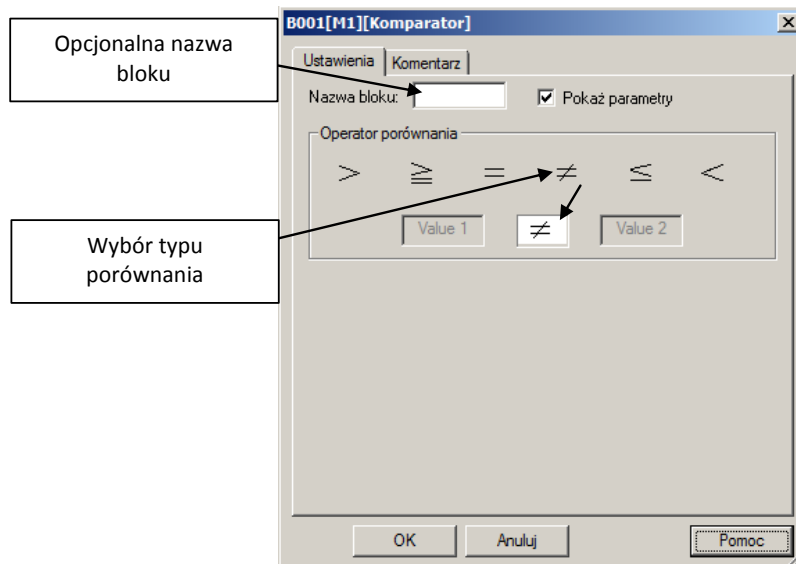 B001[M1][Komparator]
Opcjonalna nazwa
bloku
Ustawienia Komentarz
Nazwa bloku: Pokaż parametry
Operator porównania
> ≧ = ≠ ≤ <
Value 1 ≠ Value 2
Wybór typu
porównania
OK Anuluj Pomoc